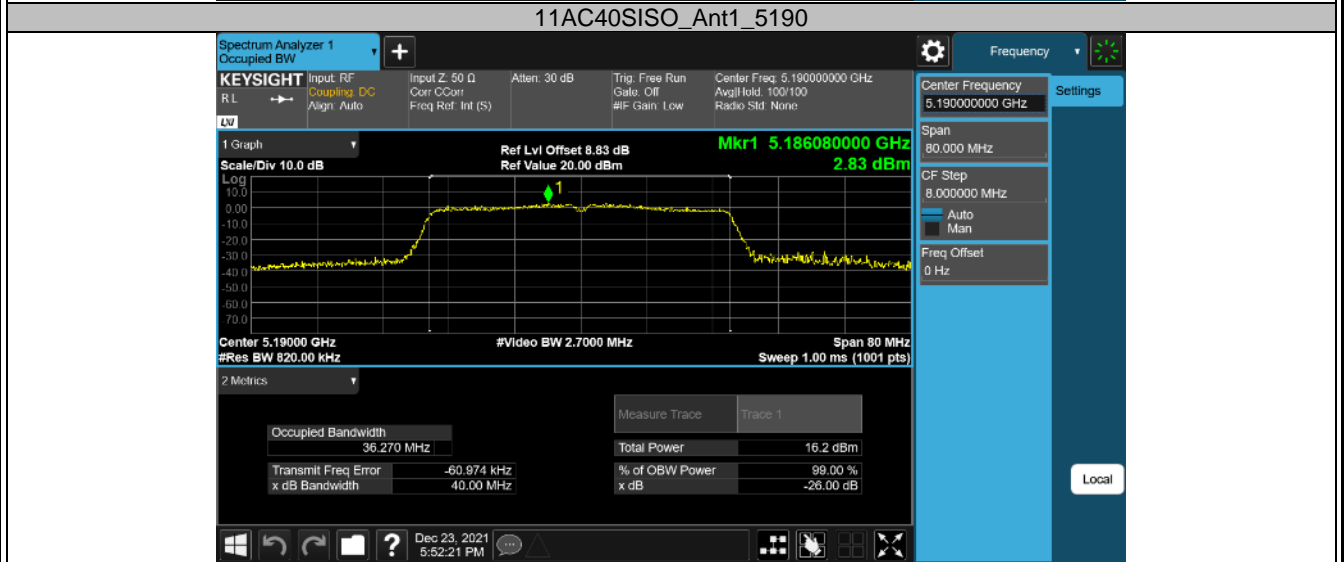 11AC40SISO_Ant1_5190
Spectrum Analyzer 1
Occupied BW
+
Frequency
KEYSIGHT
R L
LXI
Input: RF
Coupling: DC
Align: Auto
Input Z: 50 Ω
Corr CCorr
Freq Ref: Int (S)
Atten: 30 dB
Trig: Free Run
Gate: Off
#IF Gain: Low
Center Freq: 5.190000000 GHz
Avg|Hold: 100/100
Radio Std: None
Center Frequency
5.190000000 GHz
Settings
Span
80.000 MHz
CF Step
8.000000 MHz
Auto
Man
Freq Offset
0 Hz
Local
1 Graph
Scale/Div 10.0 dB
Ref Lvl Offset 8.83 dB
Ref Value 20.00 dBm
Mkr1 5.186080000 GHz
2.83 dBm
Log
10.0
0.00
-10.0
-20.0
-30.0
-40.0
-50.0
-60.0
70.0
1
Center 5.19000 GHz
#Res BW 820.00 kHz
#Video BW 2.7000 MHz
Span 80 MHz
Sweep 1.00 ms (1001 pts)
2 Metrics
Measure Trace
Trace 1
Occupied Bandwidth
36.270 MHz
Total Power
16.2 dBm
Transmit Freq Error
-60.974 kHz
% of OBW Power
99.00 %
x dB Bandwidth
40.00 MHz
x dB
-26.00 dB
?
Dec 23, 2021
5:52:21 PM